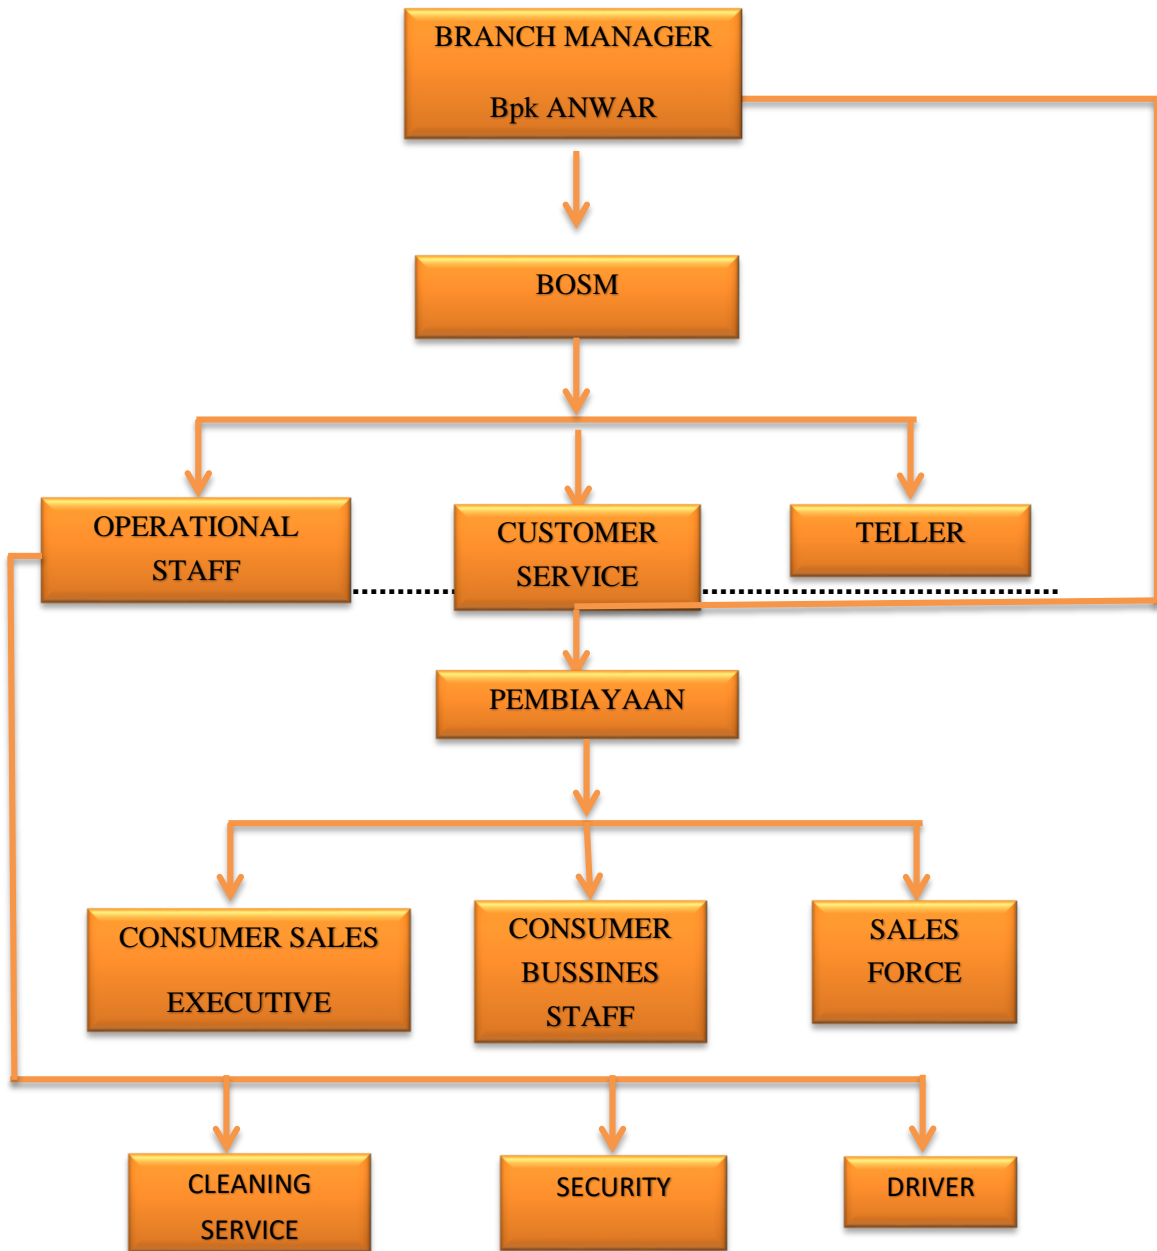 BRANCH MANAGER
Bpk ANWAR
BOSM
OPERATIONAL
STAFF
CUSTOMER
SERVICE
TELLER
PEMBIAYAAN
CONSUMER SALES
EXECUTIVE
CONSUMER
BUSSINES
STAFF
SALES
FORCE
CLEANING
SERVICE
SECURITY
DRIVER